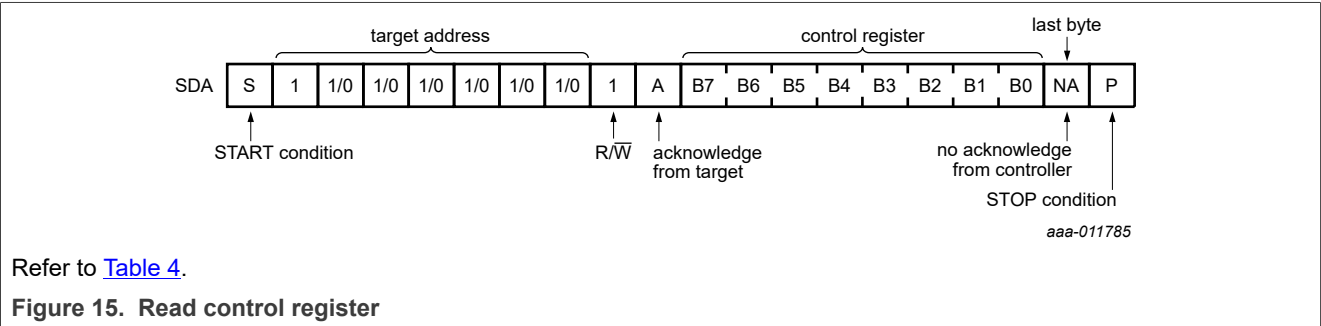 last byte
target address control register
SDA S 1 1/0 1/0 1/0 1/0 1/0 1/0 1 A B7 B6 B5 B4 B3 B2 B1 B0 NA P
START condition R/W̅ acknowledge from target no acknowledge from controller
STOP condition
aaa-011785
Refer to Table 4.
Figure 15. Read control register